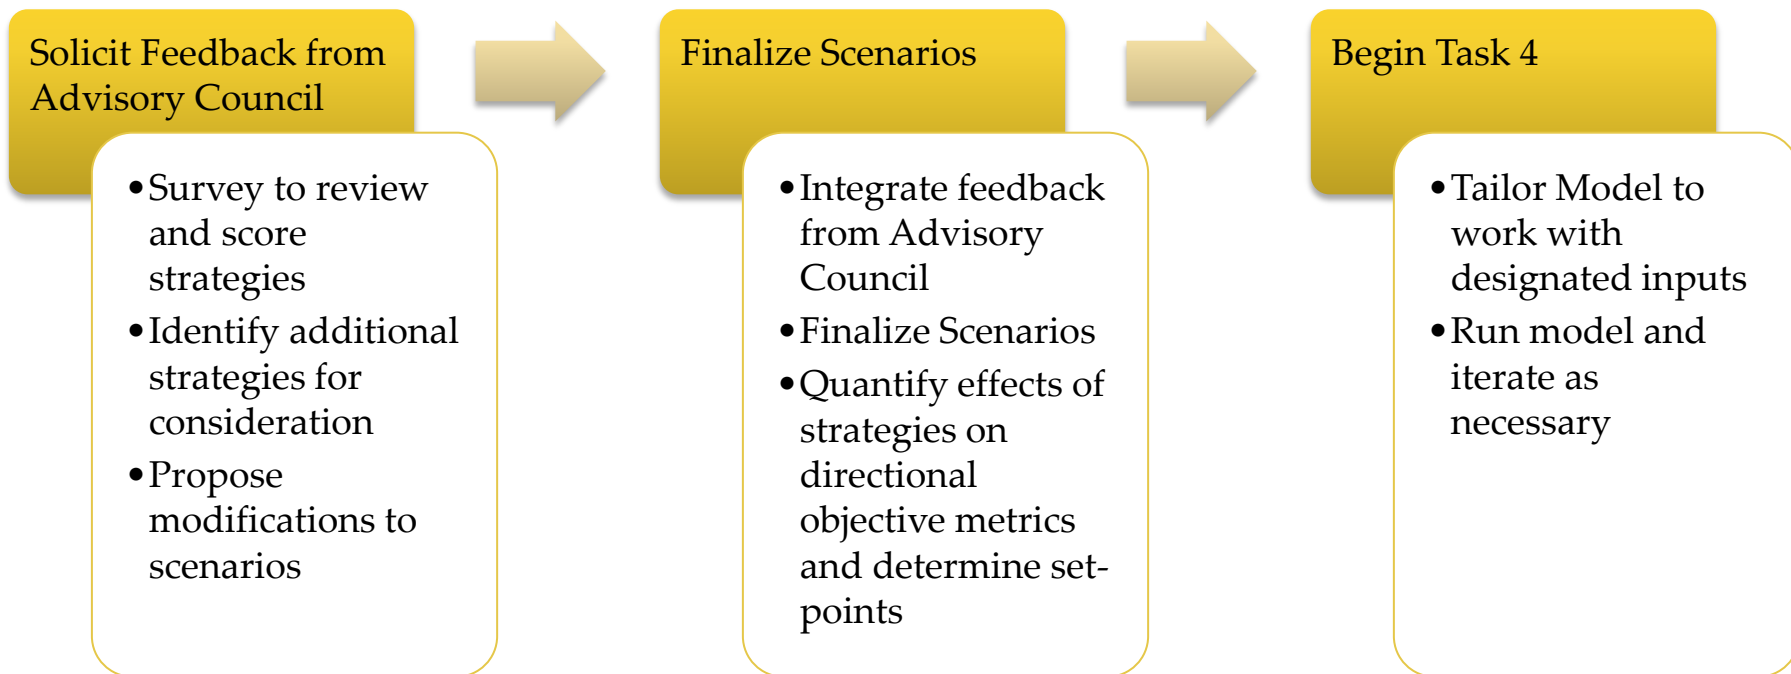 Solicit Feedback from
Advisory Council
•Survey to review
and score
strategies
•Identify additional
strategies for
consideration
•Propose
modifications to
scenarios
Finalize Scenarios
•Integrate feedback
from Advisory
Council
•Finalize Scenarios
•Quantify effects of
strategies on
directional
objective metrics
and determine set-
points
Begin Task 4
•Tailor Model to
work with
designated inputs
•Run model and
iterate as
necessary